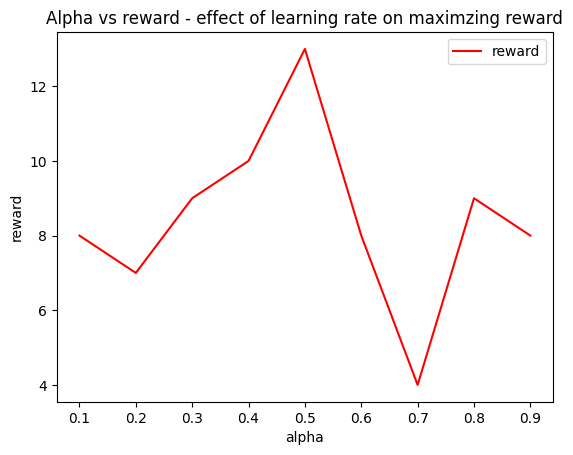 Alpha vs reward - effect of learning rate on maximzing reward
reward
12
10
8
6
4
reward
0.1 0.2 0.3 0.4 0.5 0.6 0.7 0.8 0.9
alpha